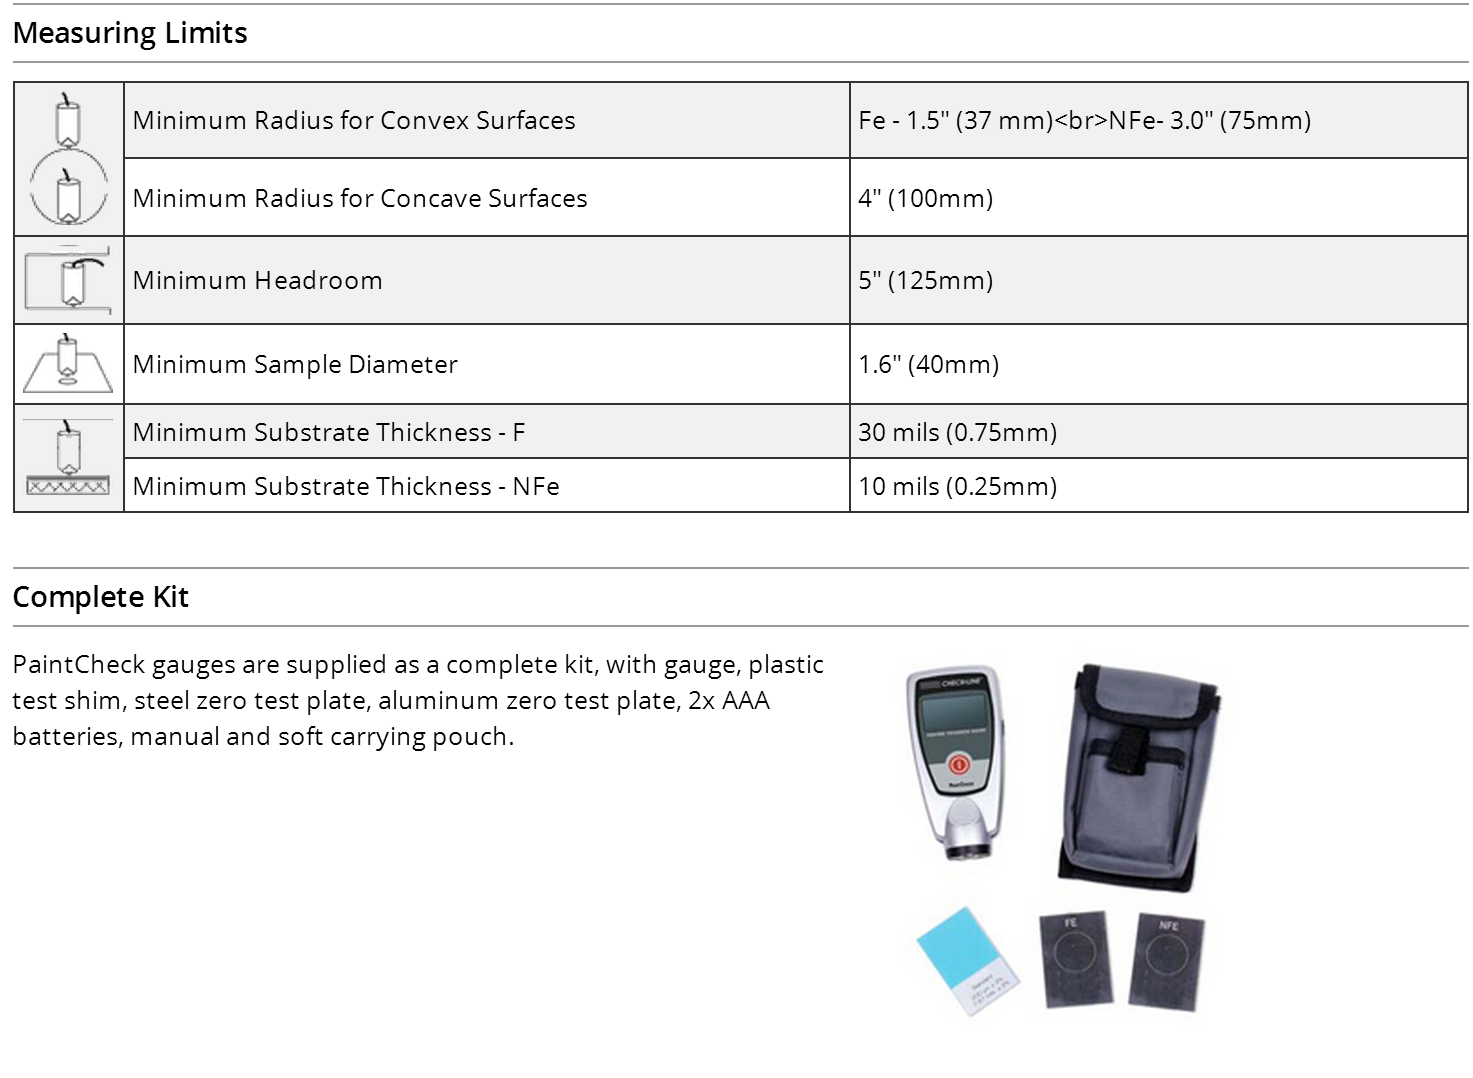 Measuring Limits
Minimum Radius for Convex Surfaces
Fe - 1.5" (37 mm)<br>NFe- 3.0" (75mm)
Minimum Radius for Concave Surfaces
4" (100mm)
Minimum Headroom
5" (125mm)
Minimum Sample Diameter
1.6" (40mm)
Minimum Substrate Thickness - F
30 mils (0.75mm)
Minimum Substrate Thickness - NFe
10 mils (0.25mm)
Complete Kit
PaintCheck gauges are supplied as a complete kit, with gauge, plastic
test shim, steel zero test plate, aluminum zero test plate, 2x AAA
batteries, manual and soft carrying pouch.
CHECK•LINE
FE
NFE
Standard